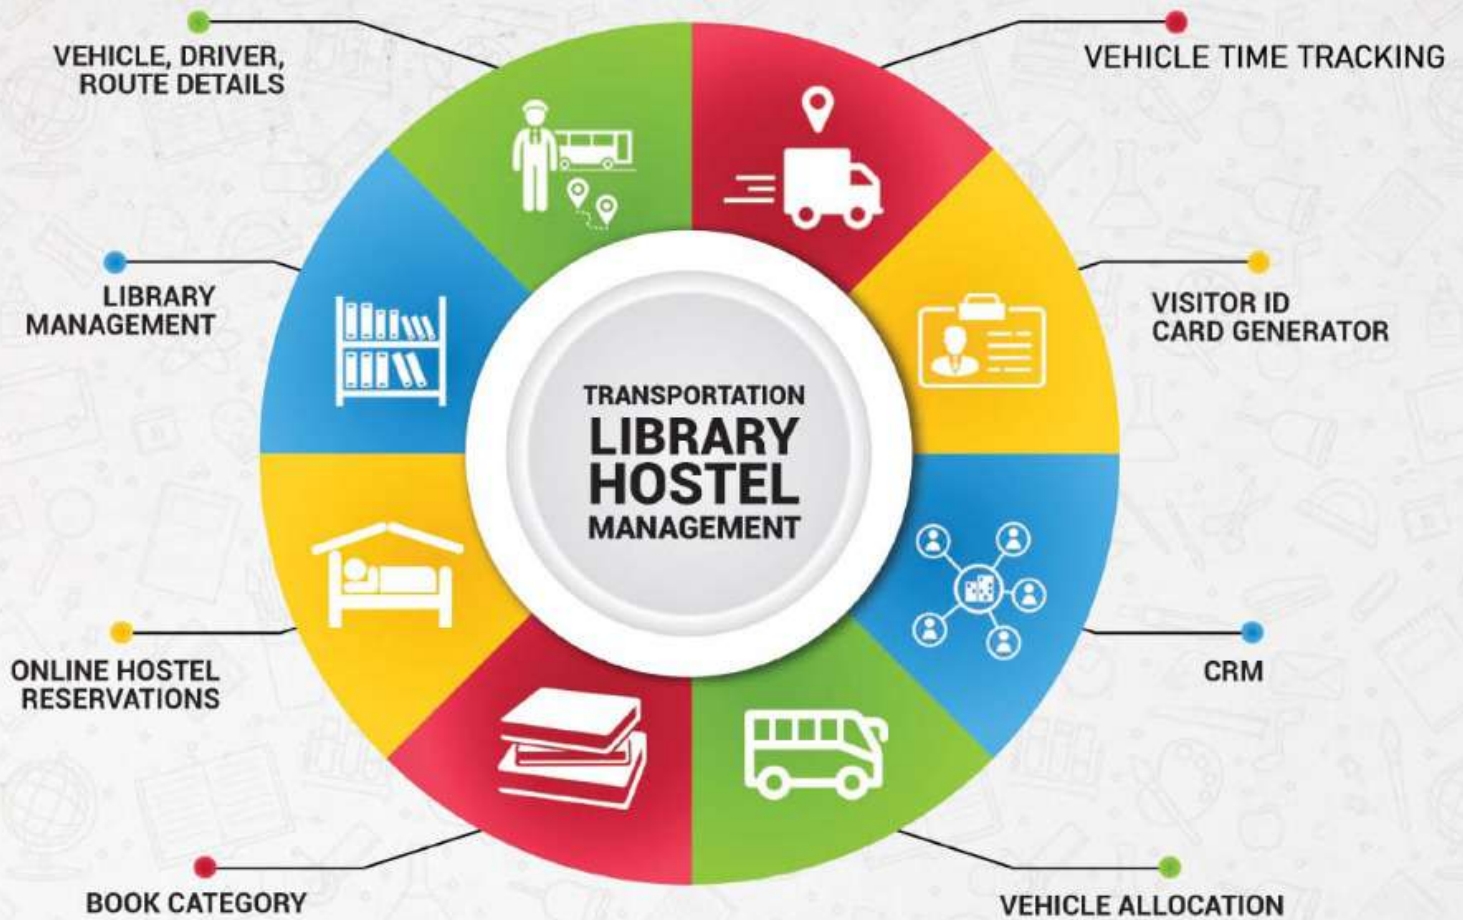 VEHICLE, DRIVER,
ROUTE DETAILS
VEHICLE TIME TRACKING
LIBRARY
MANAGEMENT
VISITOR ID
CARD GENERATOR
TRANSPORTATION
LIBRARY
HOSTEL
MANAGEMENT
ONLINE HOSTEL
RESERVATIONS
CRM
BOOK CATEGORY
VEHICLE ALLOCATION